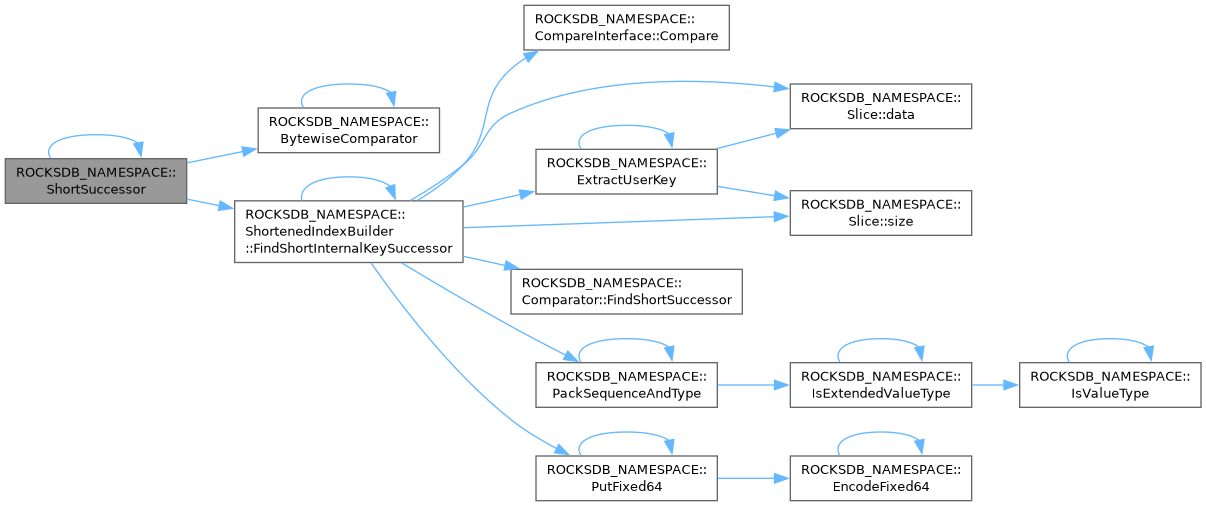 ROCKSDB_NAMESPACE::
ShortSuccessor
ROCKSDB_NAMESPACE::
BytewiseComparator
ROCKSDB_NAMESPACE::
ShortenedIndexBuilder
::FindShortInternalKeySuccessor
ROCKSDB_NAMESPACE::
CompareInterface::Compare
ROCKSDB_NAMESPACE::
Slice::data
ROCKSDB_NAMESPACE::
ExtractUserKey
ROCKSDB_NAMESPACE::
Slice::size
ROCKSDB_NAMESPACE::
Comparator::FindShortSuccessor
ROCKSDB_NAMESPACE::
PackSequenceAndType
ROCKSDB_NAMESPACE::
IsExtendedValueType
ROCKSDB_NAMESPACE::
IsValueType
ROCKSDB_NAMESPACE::
PutFixed64
ROCKSDB_NAMESPACE::
EncodeFixed64